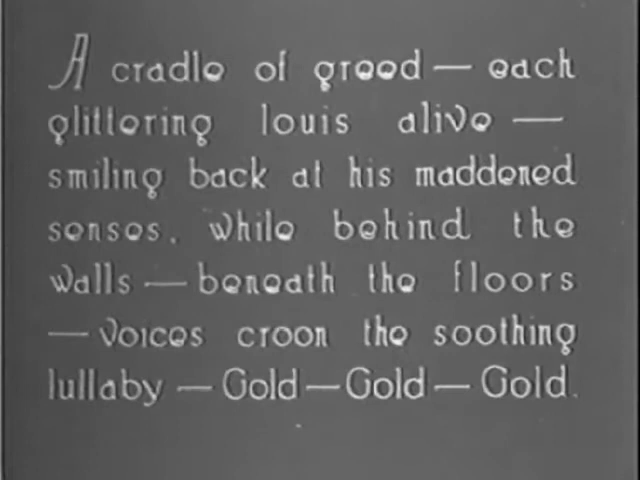 A cradle of greed — each
glittering louis alive —
smiling back at his maddened
senses, while behind the
walls — beneath the floors
— voices croon the soothing
lullaby — Gold — Gold — Gold.